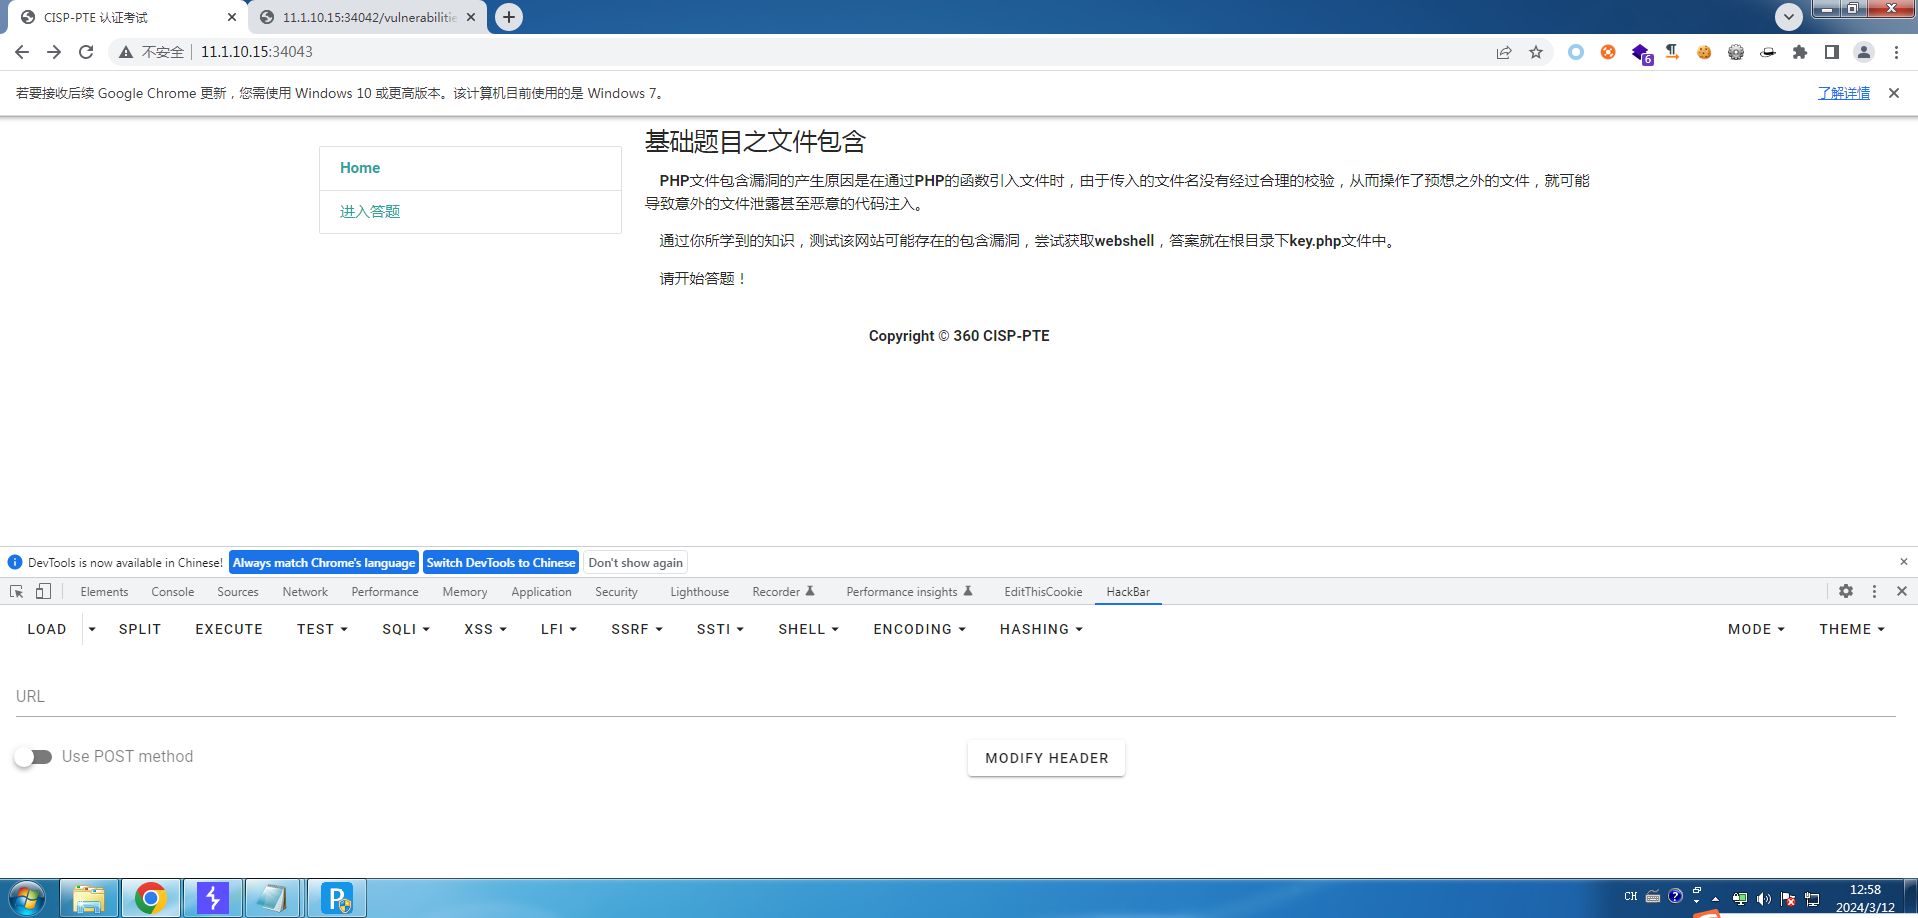 CISP-PTE 认证考试
11.1.10.15:34042/vulnerabilitie
不安全
11.1.10.15:34043
6
若要接收后续 Google Chrome 更新，您需使用 Windows 10 或更高版本。该计算机目前使用的是 Windows 7。
了解详情
Home
进入答题
基础题目之文件包含
PHP文件包含漏洞的产生原因是在通过PHP的函数引入文件时，由于传入的文件名没有经过合理的校验，从而操作了预想之外的文件，就可能
导致意外的文件泄露甚至恶意的代码注入。
通过你所学到的知识，测试该网站可能存在的包含漏洞，尝试获取webshell，答案就在根目录下key.php文件中。
请开始答题！
Copyright © 360 CISP-PTE
DevTools is now available in Chinese!
Always match Chrome's language
Switch DevTools to Chinese
Don't show again
Elements
Console
Sources
Network
Performance
Memory
Application
Security
Lighthouse
Recorder
Performance insights
EditThisCookie
HackBar
LOAD
SPLIT
EXECUTE
TEST
SQLI
XSS
LFI
SSRF
SSTI
SHELL
ENCODING
HASHING
MODE
THEME
URL
Use POST method
MODIFY HEADER
CH
12:58
2024/3/12